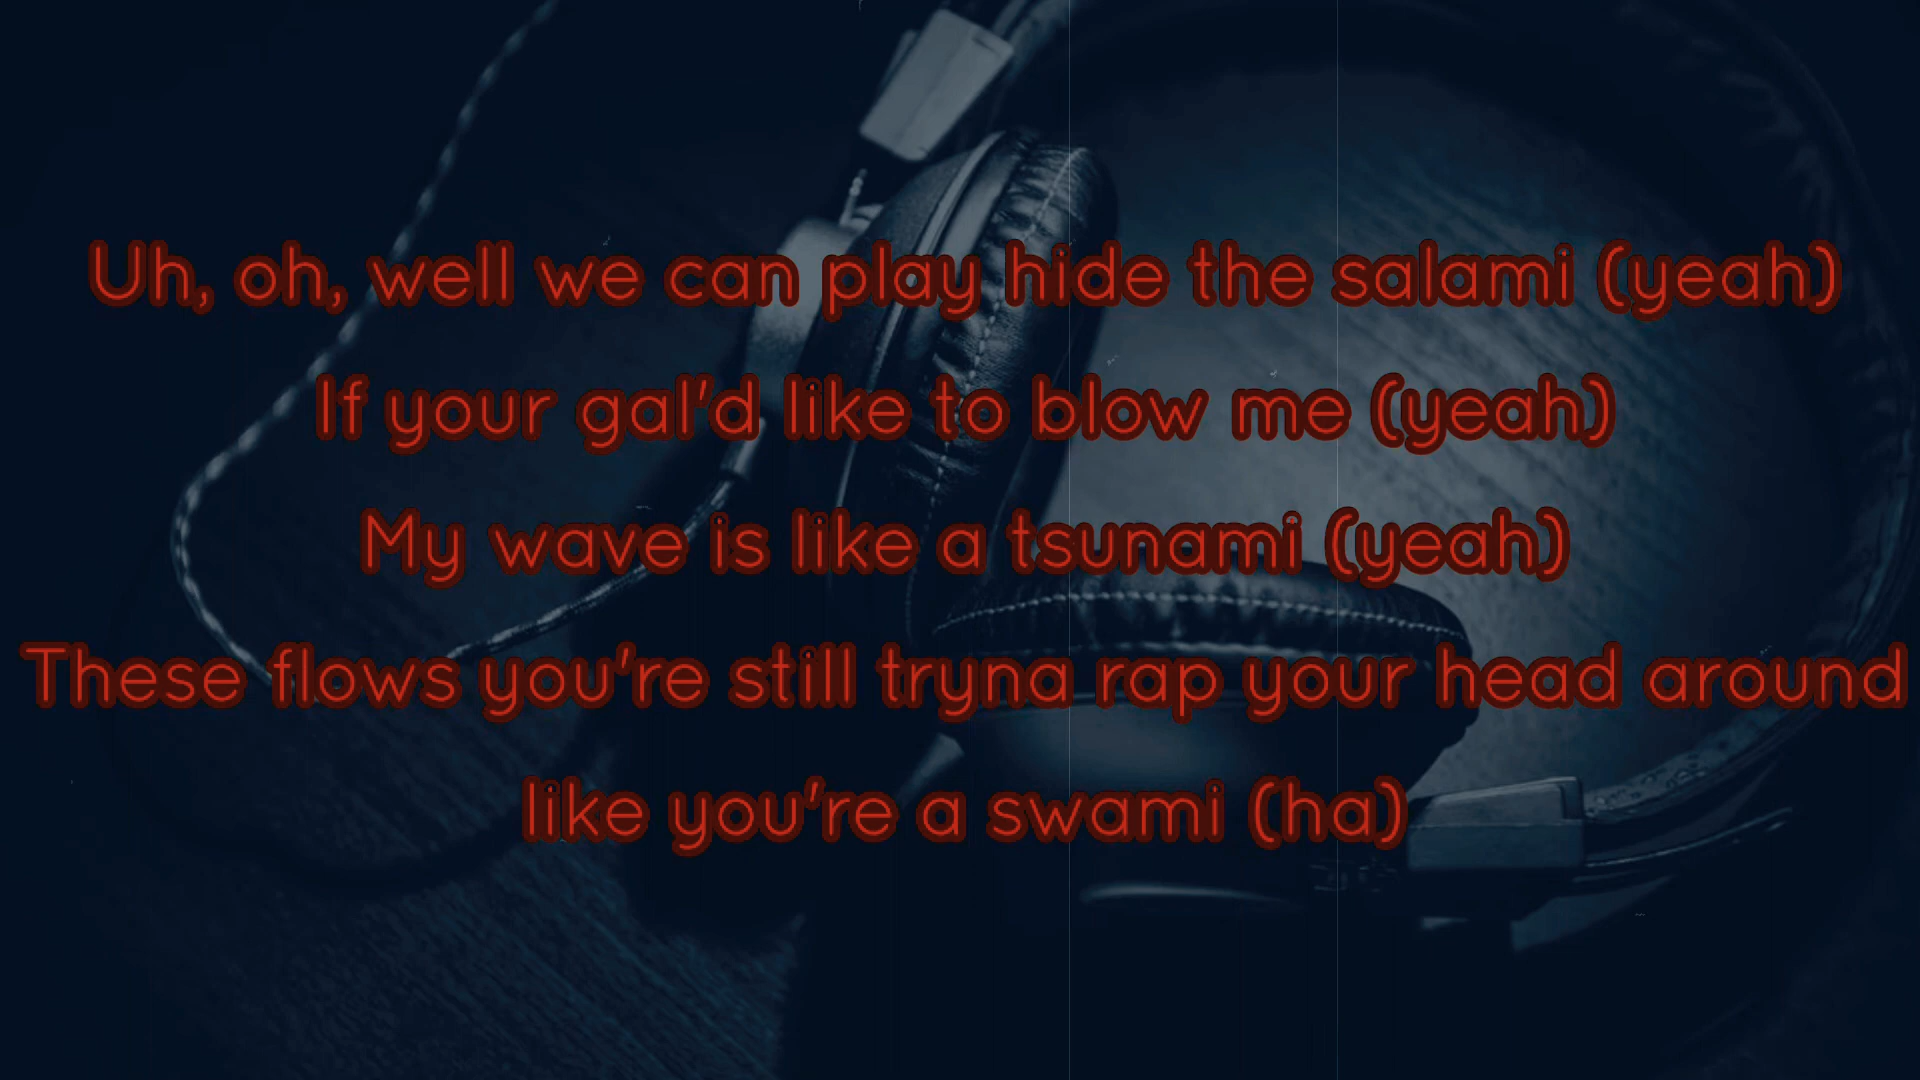 Uh, oh, well we can play hide the salami (yeah)
If your gal'd like to blow me (yeah)
My wave is like a tsunami (yeah)
These flows you're still tryna rap your head around
like you're a swami (ha)